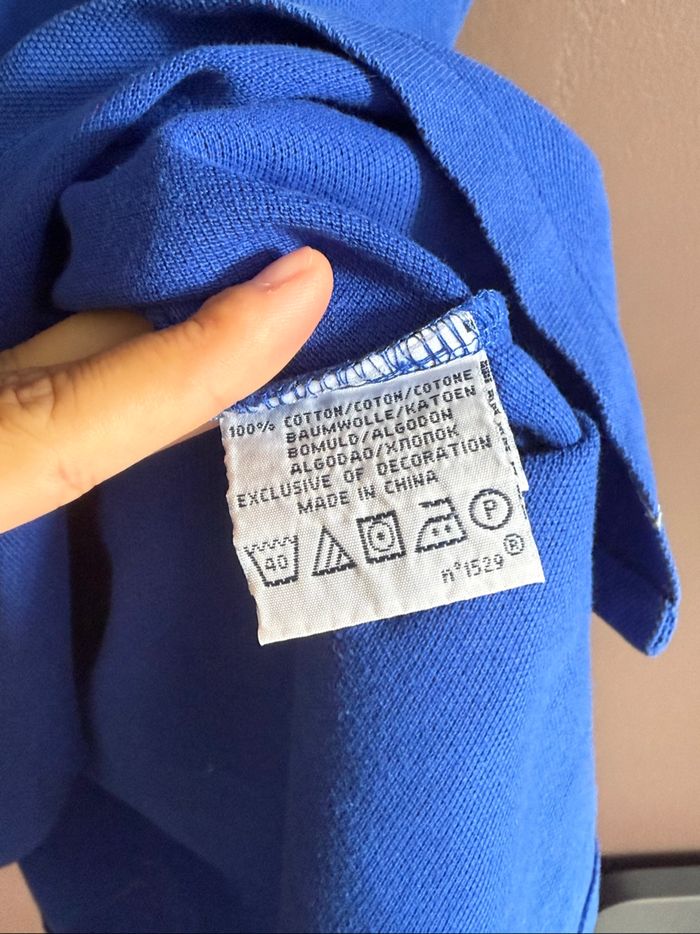 100% COTTON/COTON/COTONE
BAUMWOLLE/KATOEN
BOMULD/ALGODON
ALGODAO/ХЛОПОК
EXCLUSIVE OF DECORATION
MADE IN CHINA
40
P
n°1529®